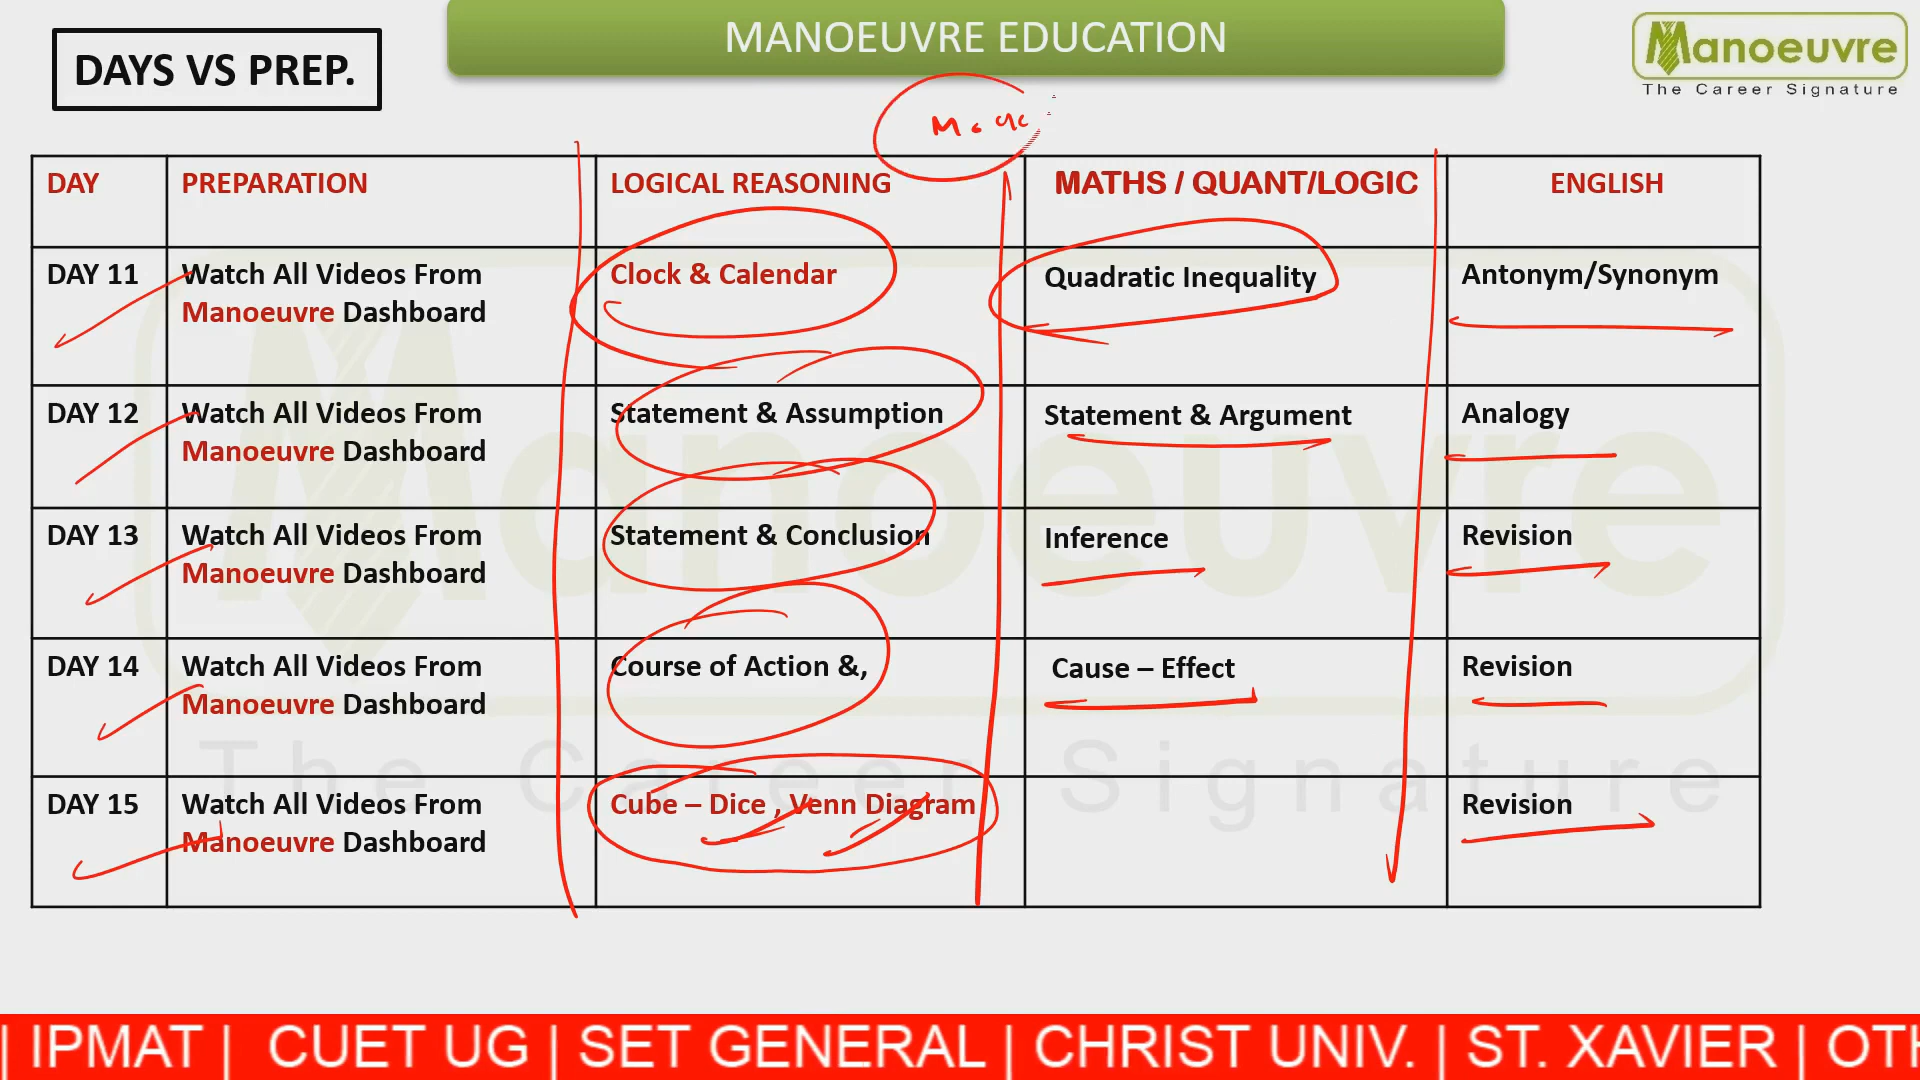 MANOEUVRE EDUCATION
DAYS VS PREP.
Manoeuvre
The Career Signature
DAY PREPARATION LOGICAL REASONING MATHS / QUANT/LOGIC ENGLISH
DAY 11 Watch All Videos From Clock & Calendar Quadratic Inequality Antonym/Synonym
Manoeuvre Dashboard
DAY 12 Watch All Videos From Statement & Assumption Statement & Argument Analogy
Manoeuvre Dashboard
DAY 13 Watch All Videos From Statement & Conclusion Inference Revision
Manoeuvre Dashboard
DAY 14 Watch All Videos From Course of Action &, Cause – Effect Revision
Manoeuvre Dashboard
DAY 15 Watch All Videos From Cube – Dice , Venn Diagram Revision
Manoeuvre Dashboard
Manoeuvre
The Career Signature
| IPMAT | CUET UG | SET GENERAL | CHRIST UNIV. | ST. XAVIER |